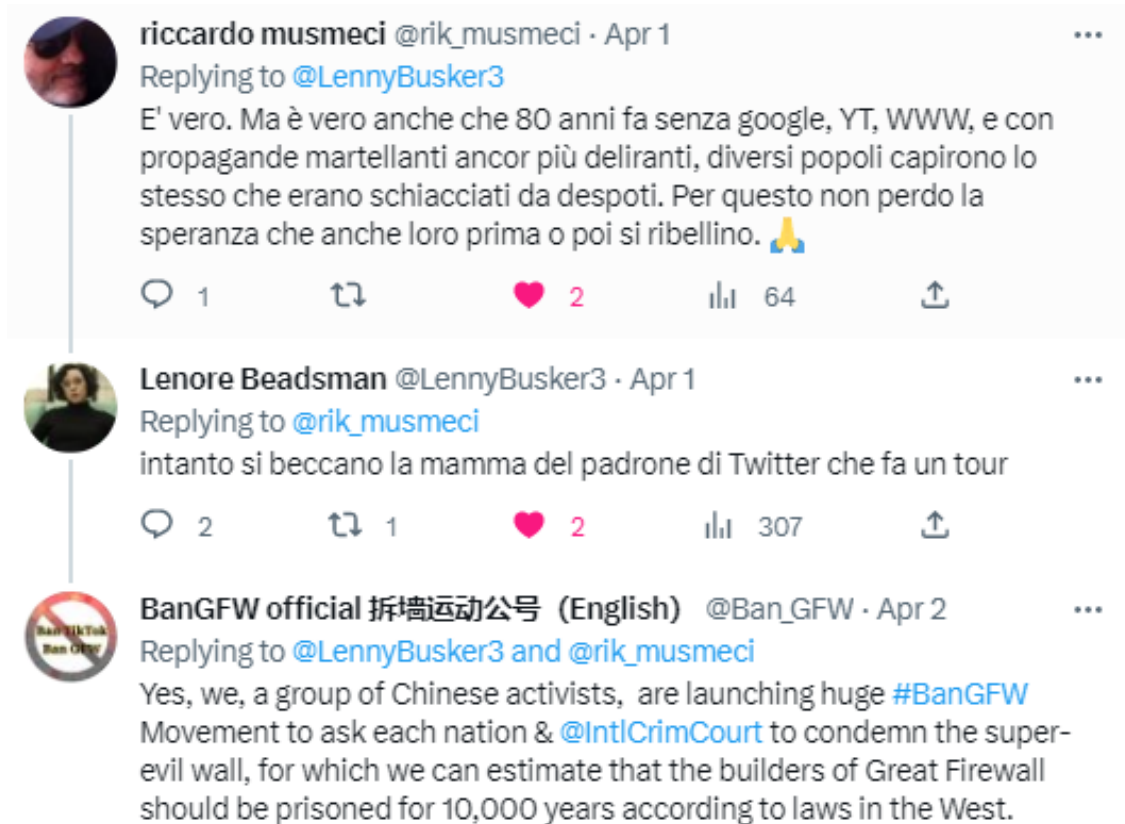 riccardo musmeci @rik_musmeci · Apr 1
Replying to @LennyBusker3
E' vero. Ma è vero anche che 80 anni fa senza google, YT, WWW, e con
propagande martellanti ancor più deliranti, diversi popoli capirono lo
stesso che erano schiacciati da despoti. Per questo non perdo la
speranza che anche loro prima o poi si ribellino. 🙏
1 2 64
Lenore Beadsman @LennyBusker3 · Apr 1
Replying to @rik_musmeci
intanto si beccano la mamma del padrone di Twitter che fa un tour
2 1 2 307
Ban TikTok
Ban GFW
BanGFW official 拆墙运动公号（English） @Ban_GFW · Apr 2
Replying to @LennyBusker3 and @rik_musmeci
Yes, we, a group of Chinese activists, are launching huge #BanGFW
Movement to ask each nation & @IntlCrimCourt to condemn the super-
evil wall, for which we can estimate that the builders of Great Firewall
should be prisoned for 10,000 years according to laws in the West.